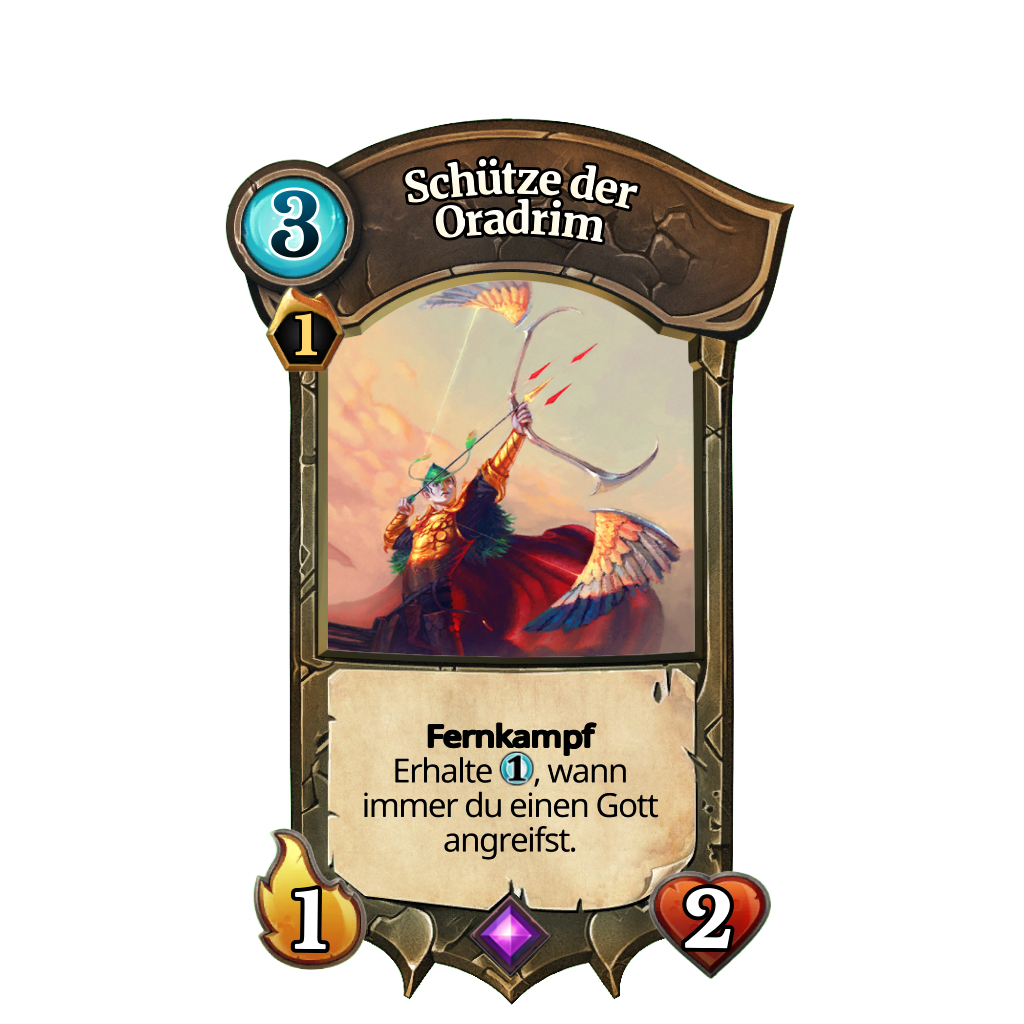 Schütze der
Oradrim
3
1
Fernkampf
Erhalte 1, wann
immer du einen Gott
angreifst.
1
2